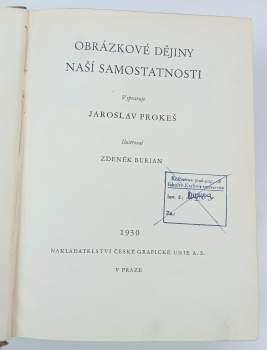 OBRÁZKOVÉ DĚJINY
NAŠÍ SAMOSTATNOSTI
Vypravuje
JAROSLAV PROKEŠ
Ilustroval
ZDENĚK BURIAN
1930
NAKLADATELSTVÍ ČESKÉ GRAFICKÉ UNIE A. S.
V PRAZE